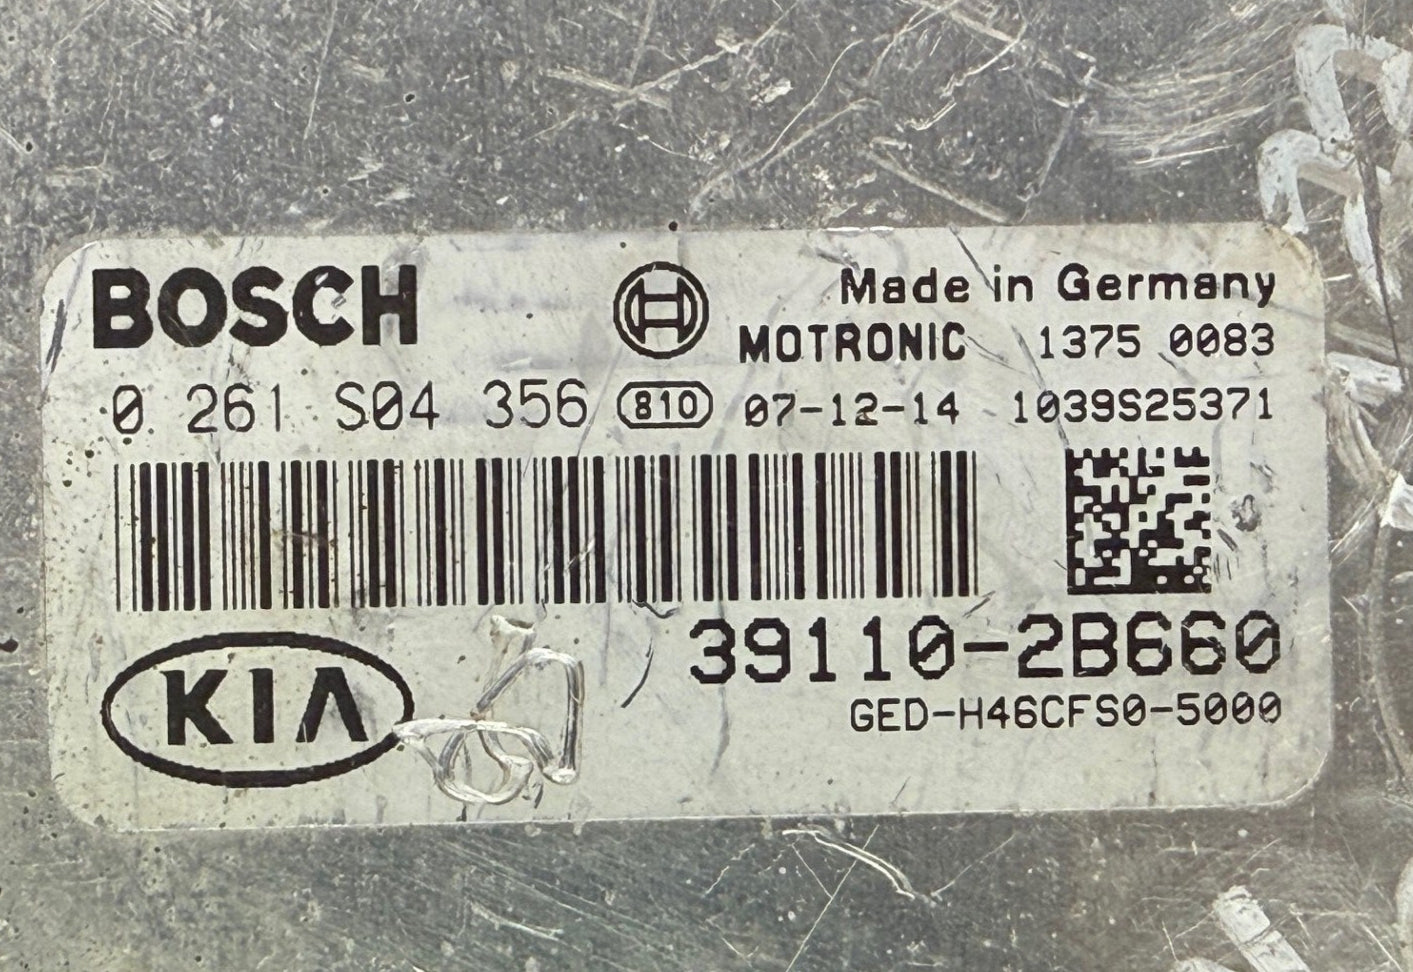 BOSCH
Made in Germany
MOTRONIC 1375 0083
0 261 S04 356 810 07-12-14 1039S25371
39110-2B660
KIA
GED-H46CFS0-5000